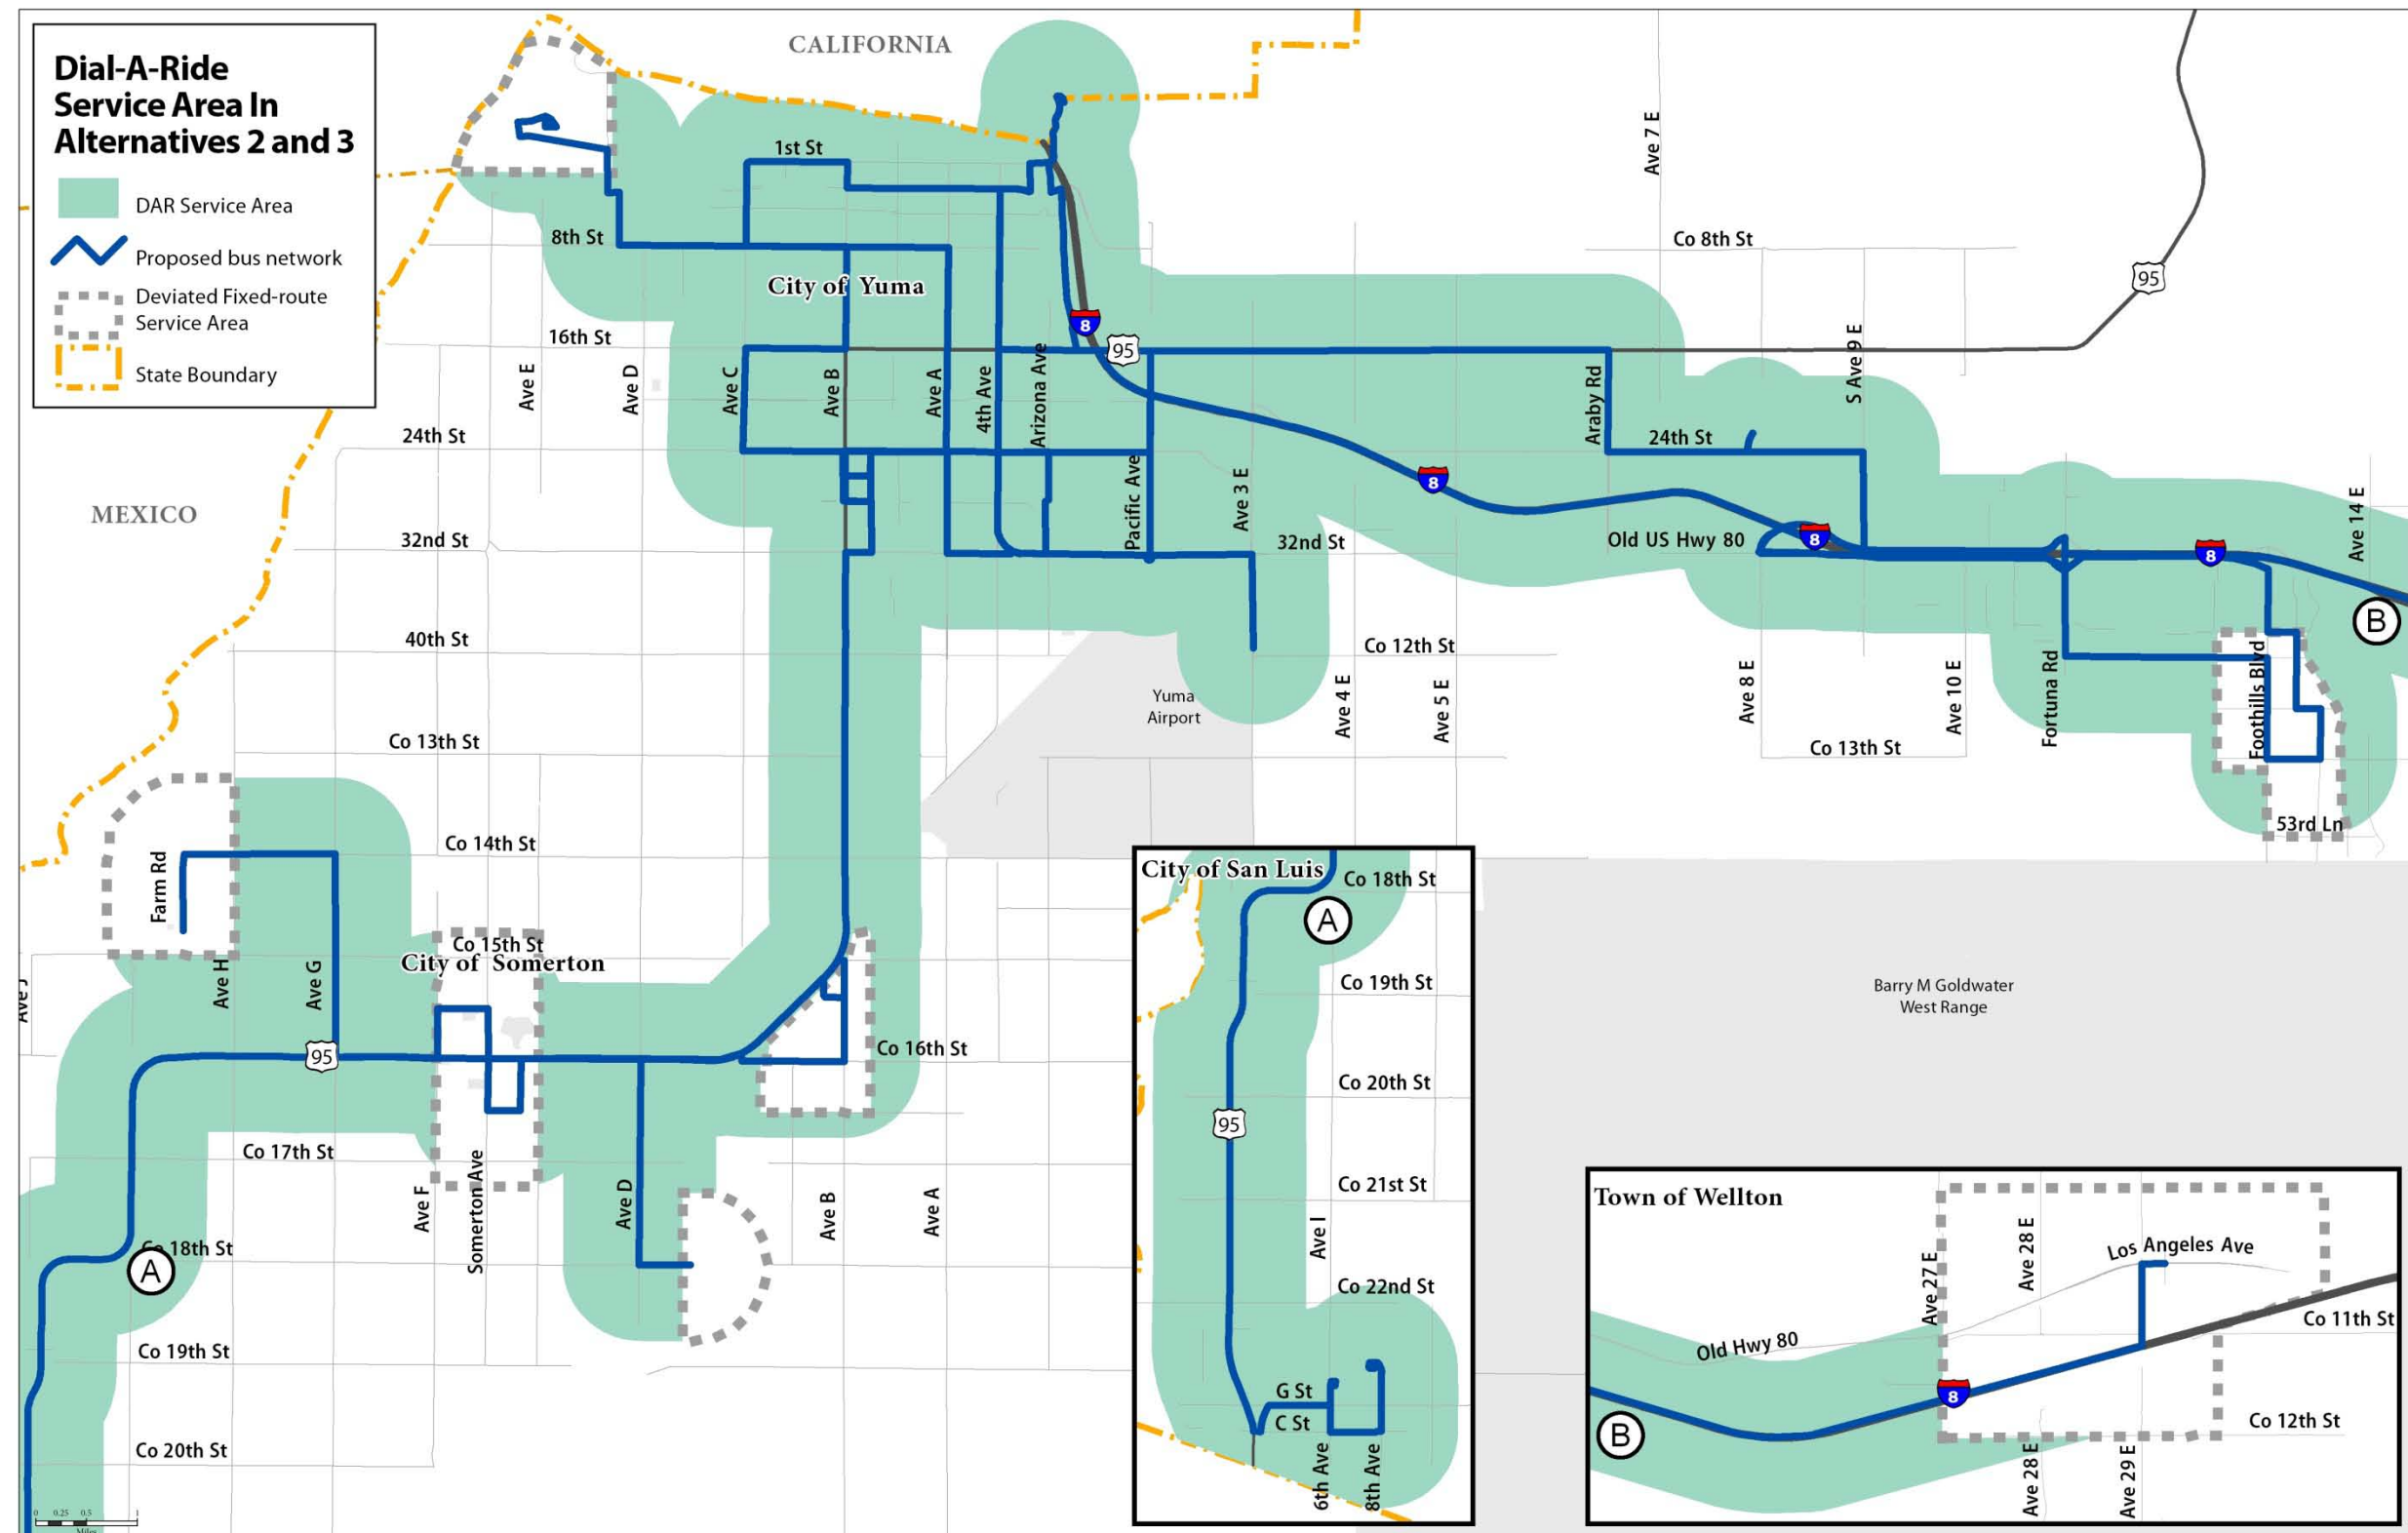 Dial-A-Ride
Service Area In
Alternatives 2 and 3
DAR Service Area
Proposed bus network
Deviated Fixed-route
Service Area
State Boundary
CALIFORNIA
MEXICO
1st St
8th St
City of Yuma
16th St
24th St
32nd St
40th St
Co 13th St
Co 14th St
Co 15th St
City of Somerton
Co 16th St
Co 17th St
Co 18th St
Co 19th St
Co 20th St
Ave E
Ave D
Ave C
Ave B
Ave A
4th Ave
Arizona Ave
Pacific Ave
Ave 3 E
8
95
32nd St
Co 12th St
Ave 4 E
Ave 5 E
Yuma
Airport
Ave 7 E
Co 8th St
95
S Ave 9 E
Araby Rd
24th St
8
Old US Hwy 80
8
8
Ave 14 E
B
Ave 8 E
Ave 10 E
Co 13th St
Fortuna Rd
Foothills Blvd
53rd Ln
Farm Rd
Ave H
Ave G
95
Ave F
Somerton Ave
Ave D
Ave B
Ave A
A
0 0.25 0.5 1
Miles
Barry M Goldwater
West Range
City of San Luis
Co 18th St
A
Co 19th St
Co 20th St
95
Co 21st St
Ave I
Co 22nd St
G St
C St
6th Ave
8th Ave
Town of Wellton
Ave 27 E
Ave 28 E
Los Angeles Ave
Old Hwy 80
Co 11th St
8
B
Co 12th St
Ave 28 E
Ave 29 E